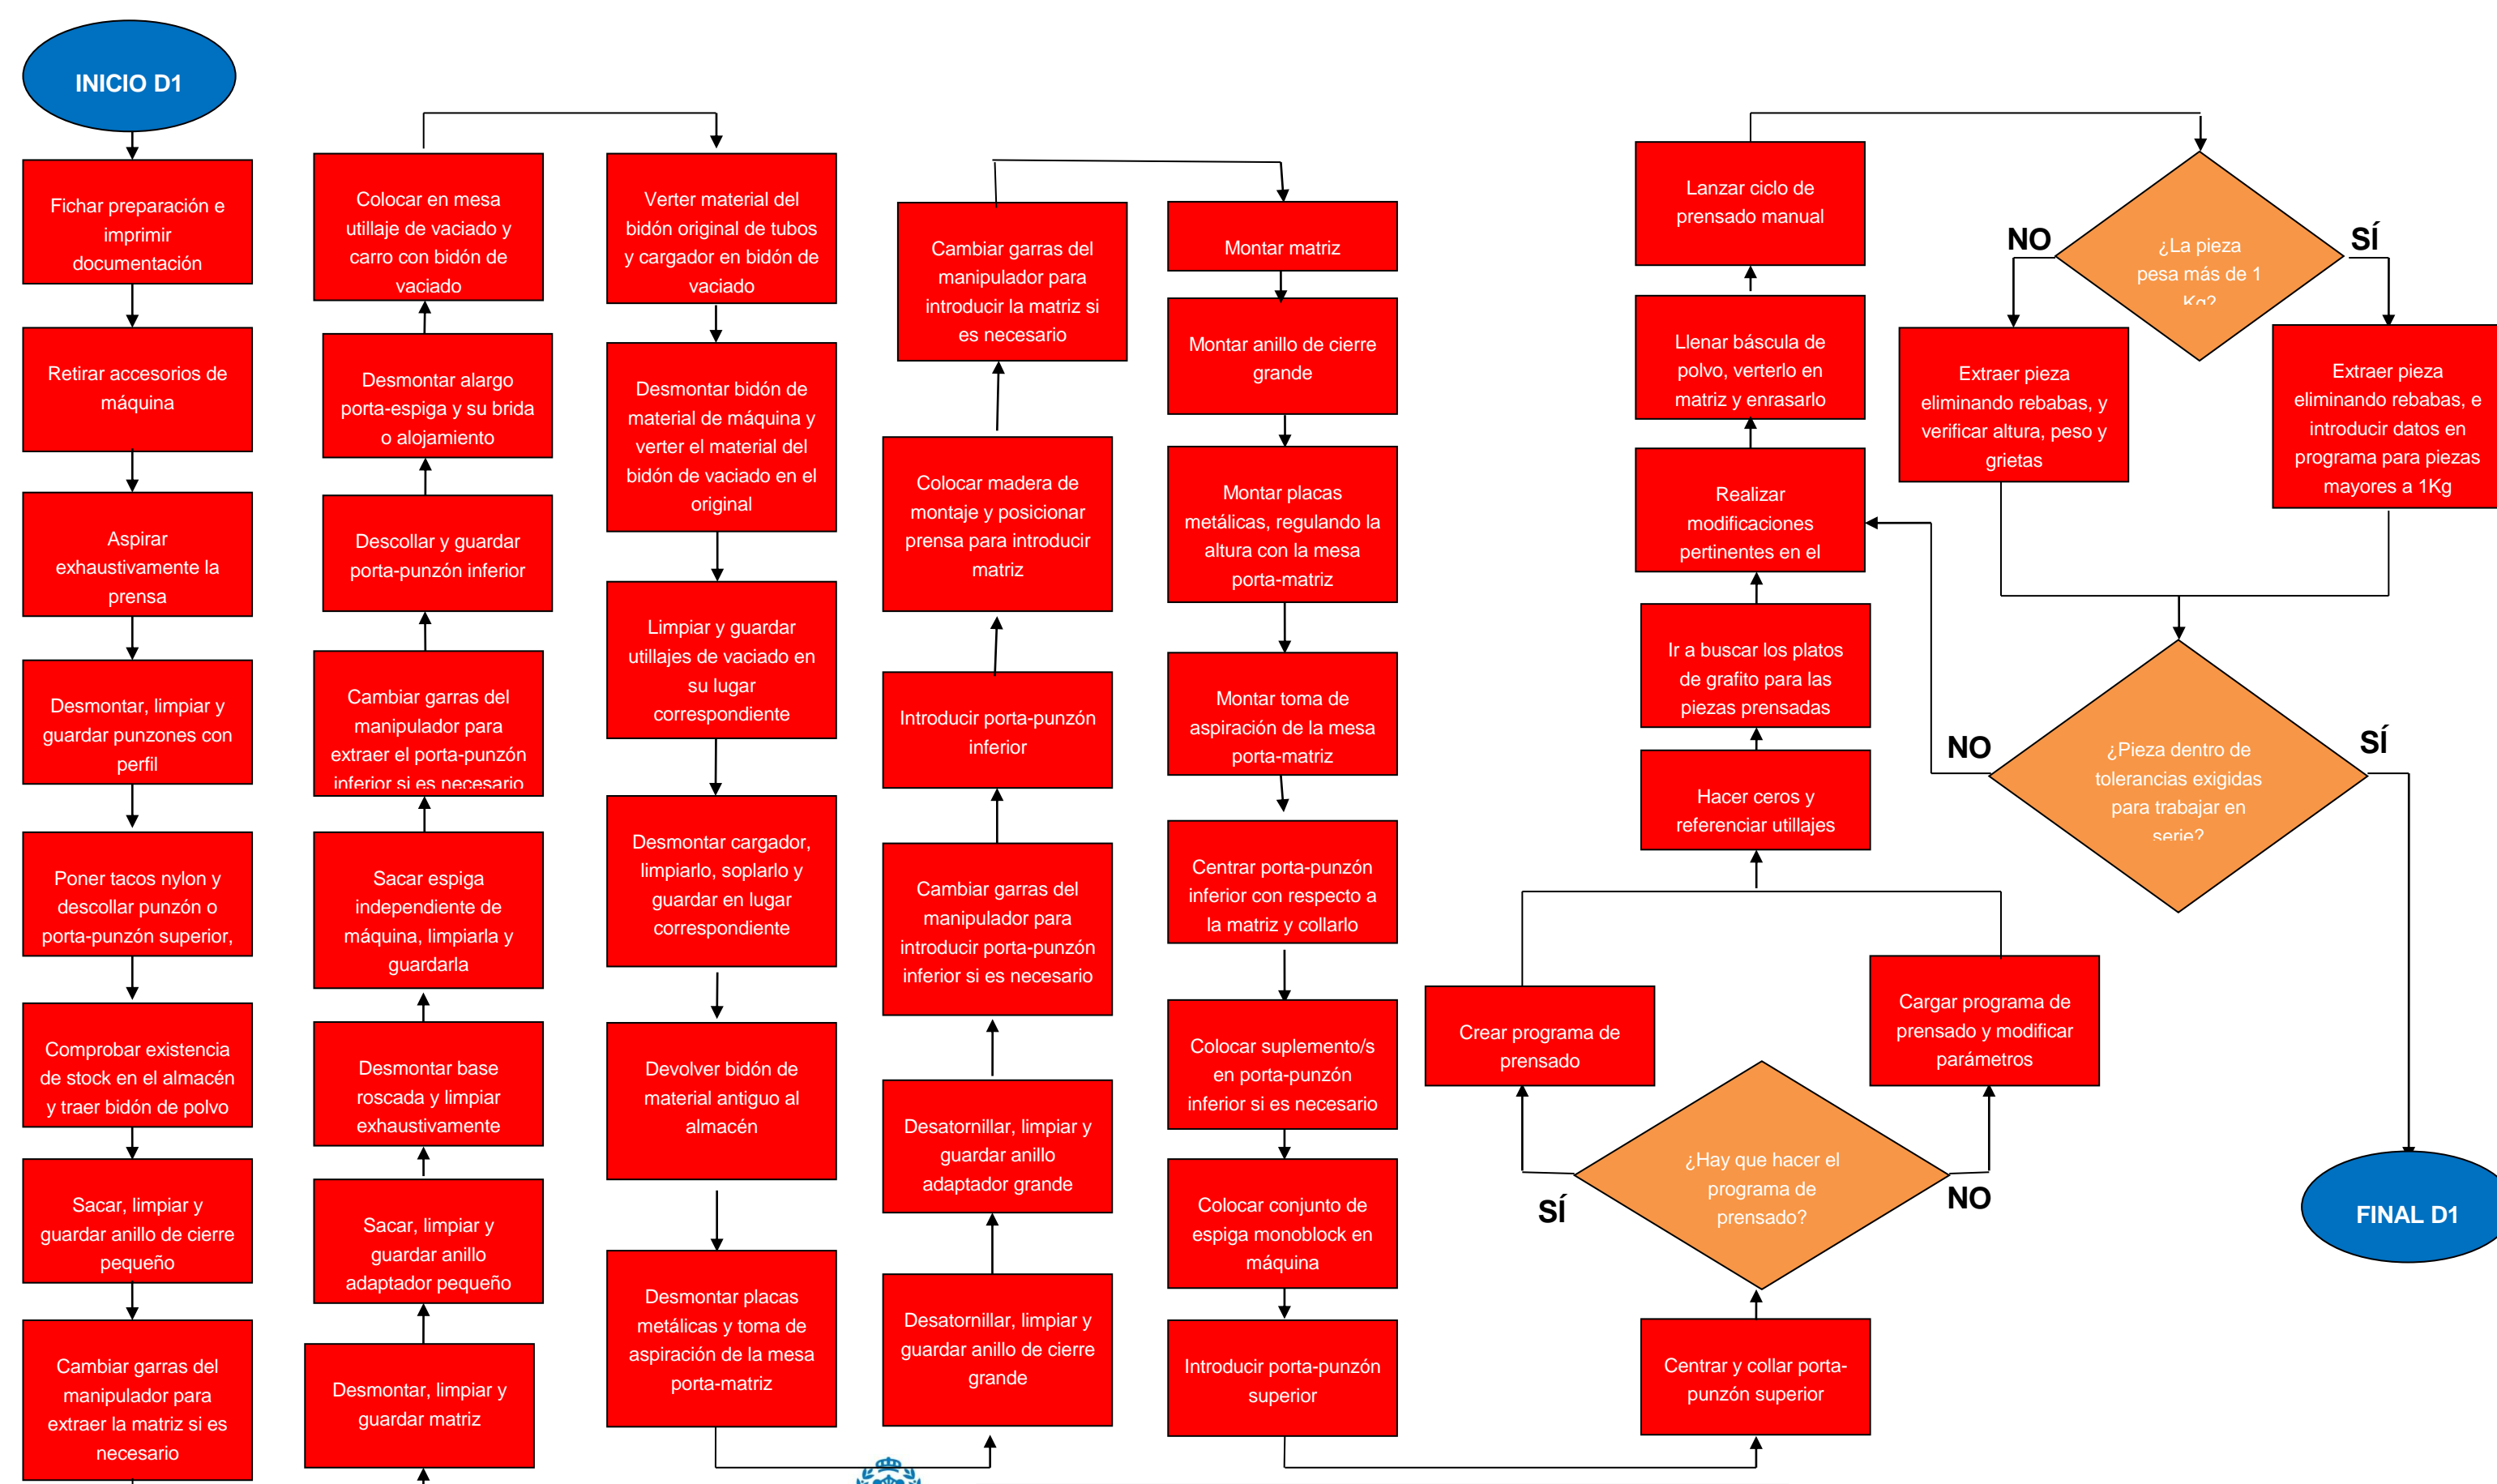 INICIO D1
Fichar preparación e
imprimir
documentación
Retirar accesorios de
máquina
Aspirar
exhaustivamente la
prensa
Desmontar, limpiar y
guardar punzones con
perfil
Poner tacos nylon y
descollar punzón o
porta-punzón superior,
Comprobar existencia
de stock en el almacén
y traer bidón de polvo
Sacar, limpiar y
guardar anillo de cierre
pequeño
Cambiar garras del
manipulador para
extraer la matriz si es
necesario
Colocar en mesa
utillaje de vaciado y
carro con bidón de
vaciado
Desmontar alargo
porta-espiga y su brida
o alojamiento
Descollar y guardar
porta-punzón inferior
Cambiar garras del
manipulador para
extraer el porta-punzón
inferior si es necesario
Sacar espiga
independiente de
máquina, limpiarla y
guardarla
Desmontar base
roscada y limpiar
exhaustivamente
Sacar, limpiar y
guardar anillo
adaptador pequeño
Desmontar, limpiar y
guardar matriz
Verter material del
bidón original de tubos
y cargador en bidón de
vaciado
Desmontar bidón de
material de máquina y
verter el material del
bidón de vaciado en el
original
Limpiar y guardar
utillajes de vaciado en
su lugar
correspondiente
Desmontar cargador,
limpiarlo, soplarlo y
guardar en lugar
correspondiente
Devolver bidón de
material antiguo al
almacén
Desmontar placas
metálicas y toma de
aspiración de la mesa
porta-matriz
Cambiar garras del
manipulador para
introducir la matriz si
es necesario
Colocar madera de
montaje y posicionar
prensa para introducir
matriz
Introducir porta-punzón
inferior
Cambiar garras del
manipulador para
introducir porta-punzón
inferior si es necesario
Desatornillar, limpiar y
guardar anillo
adaptador grande
Desatornillar, limpiar y
guardar anillo de cierre
grande
Montar matriz
Montar anillo de cierre
grande
Montar placas
metálicas, regulando la
altura con la mesa
porta-matriz
Montar toma de
aspiración de la mesa
porta-matriz
Centrar porta-punzón
inferior con respecto a
la matriz y collarlo
Colocar suplemento/s
en porta-punzón
inferior si es necesario
Colocar conjunto de
espiga monoblock en
máquina
Introducir porta-punzón
superior
Lanzar ciclo de
prensado manual
Llenar báscula de
polvo, verterlo en
matriz y enrasarlo
Realizar
modificaciones
pertinentes en el
Ir a buscar los platos
de grafito para las
piezas prensadas
Hacer ceros y
referenciar utillajes
Crear programa de
prensado
Cargar programa de
prensado y modificar
parámetros
¿Hay que hacer el
programa de
prensado?
SÍ
NO
Centrar y collar porta-
punzón superior
¿La pieza
pesa más de 1
Kg?
NO
SÍ
Extraer pieza
eliminando rebabas, y
verificar altura, peso y
grietas
Extraer pieza
eliminando rebabas, e
introducir datos en
programa para piezas
mayores a 1Kg
¿Pieza dentro de
tolerancias exigidas
para trabajar en
serie?
NO
SÍ
FINAL D1